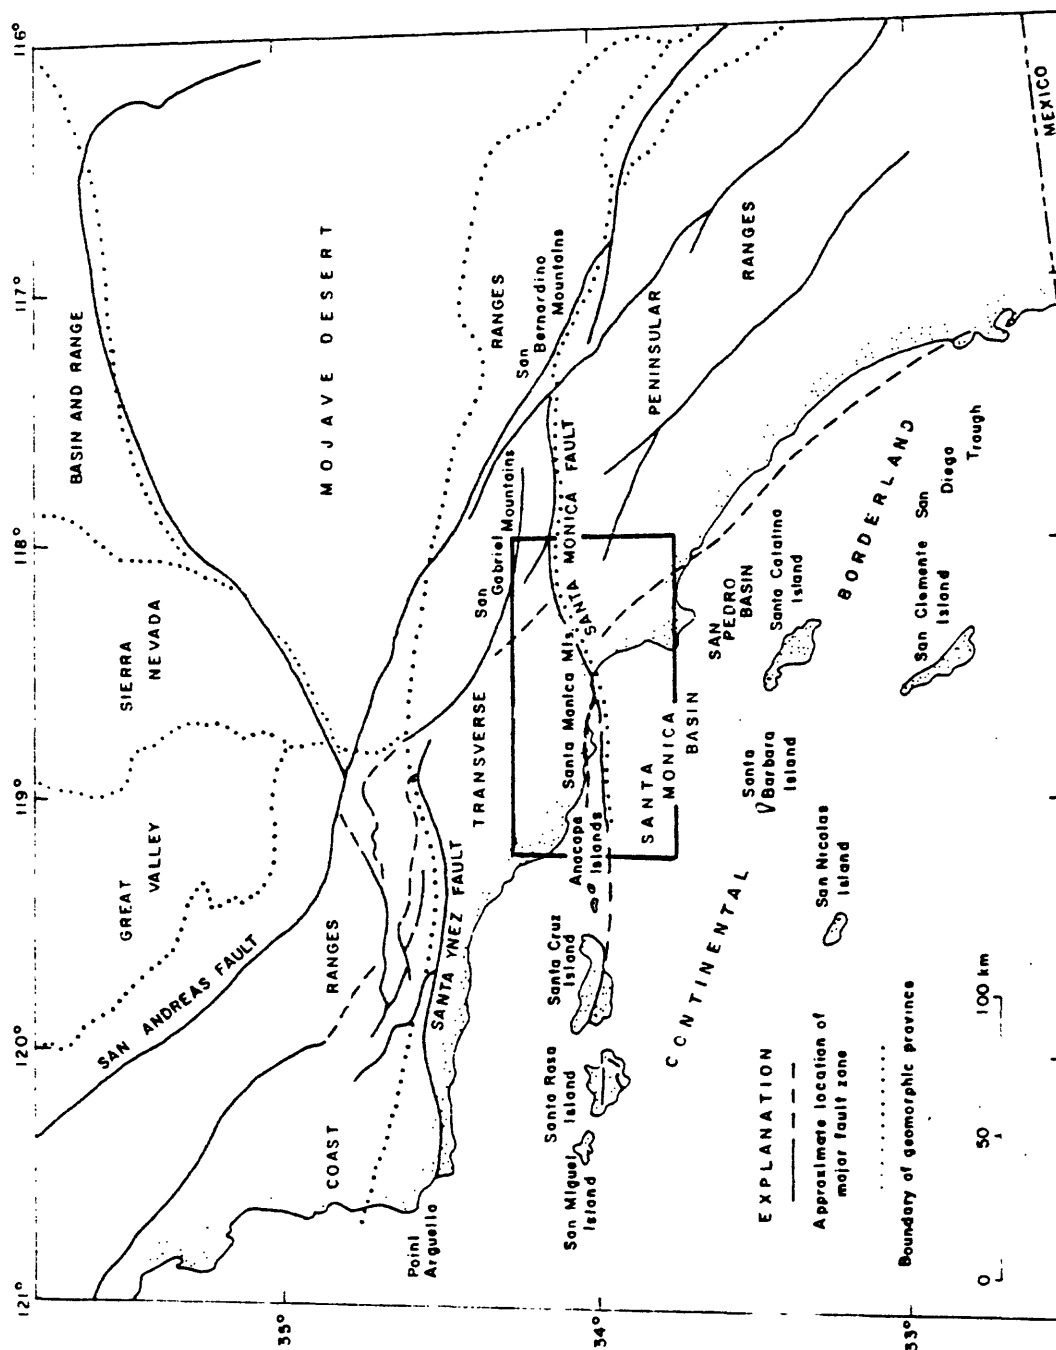 121°
120°
119°
118°
117°
116°
35°
34°
33°
GREAT
VALLEY
SIERRA
NEVADA
BASIN AND RANGE
MOJAVE DESERT
SAN ANDREAS FAULT
COAST
RANGES
SANTA YNEZ FAULT
TRANSVERSE
RANGES
San
Gabriel
Mountains
San
Bernardino
Mountains
Point
Arguello
Santa Monica Mts.
SANTA MONICA FAULT
PENINSULAR
RANGES
San Miguel
Island
Santa Rosa
Island
Santa Cruz
Island
Anacapa
Islands
SANTA
MONICA
BASIN
SAN
PEDRO
BASIN
Santa Catalina
Island
Santa
Barbara
Island
San Nicolas
Island
San Clemente
Island
San
Diego
Trough
CONTINENTAL
BORDERLAND
MEXICO
EXPLANATION
Approximate location of
major fault zone
Boundary of geomorphic province
0
50
100 km